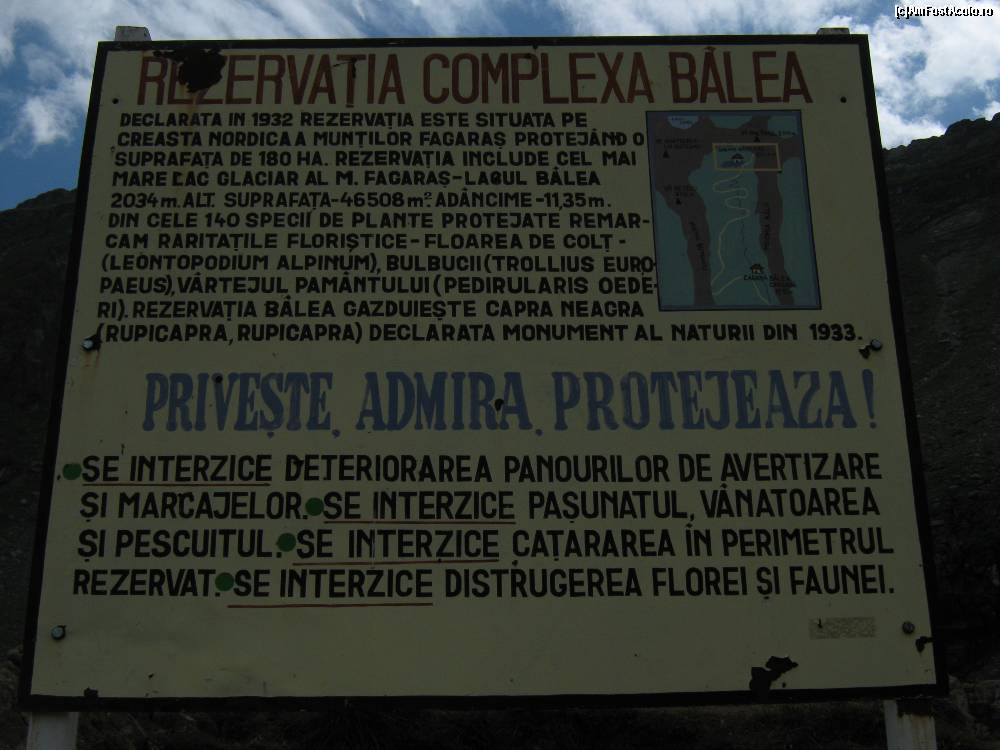 [c]AmFostAcolo.ro
REZERVAȚIA COMPLEXA BÂLEA
DECLARATA IN 1932 REZERVAȚIA ESTE SITUATA PE
CREASTA NORDICA A MUNȚILOR FAGARAȘ PROTEJÂND O
SUPRAFAȚA DE 180 HA. REZERVAȚIA INCLUDE CEL MAI
MARE LAC GLACIAR AL M. FAGARAȘ-LACUL BÂLEA
2034 m. ALT. SUPRAFAȚA-46508 m² ADÂNCIME-11,35 m.
DIN CELE 140 SPECII DE PLANTE PROTEJATE REMAR-
CAM RARITAȚILE FLORIȘTICE-FLOAREA DE COLȚ-
(LEONTOPODIUM ALPINUM), BULBUCII (TROLLIUS EURO-
PAEUS), VÂRTEJUL PAMÂNTULUI (PEDIRULARIS OEDE-
RI). REZERVAȚIA BÂLEA GAZDUIEȘTE CAPRA NEAGRA
(RUPICAPRA, RUPICAPRA) DECLARATA MONUMENT AL NATURII DIN 1933.
PRIVEȘTE, ADMIRA, PROTEJEAZA!
SE INTERZICE DETERIORAREA PANOURILOR DE AVERTIZARE
ȘI MARCAJELOR. SE INTERZICE PAȘUNATUL, VÂNATOAREA
ȘI PESCUITUL. SE INTERZICE CAȚARAREA ÎN PERIMETRUL
REZERVAT. SE INTERZICE DISTRUGEREA FLOREI ȘI FAUNEI.